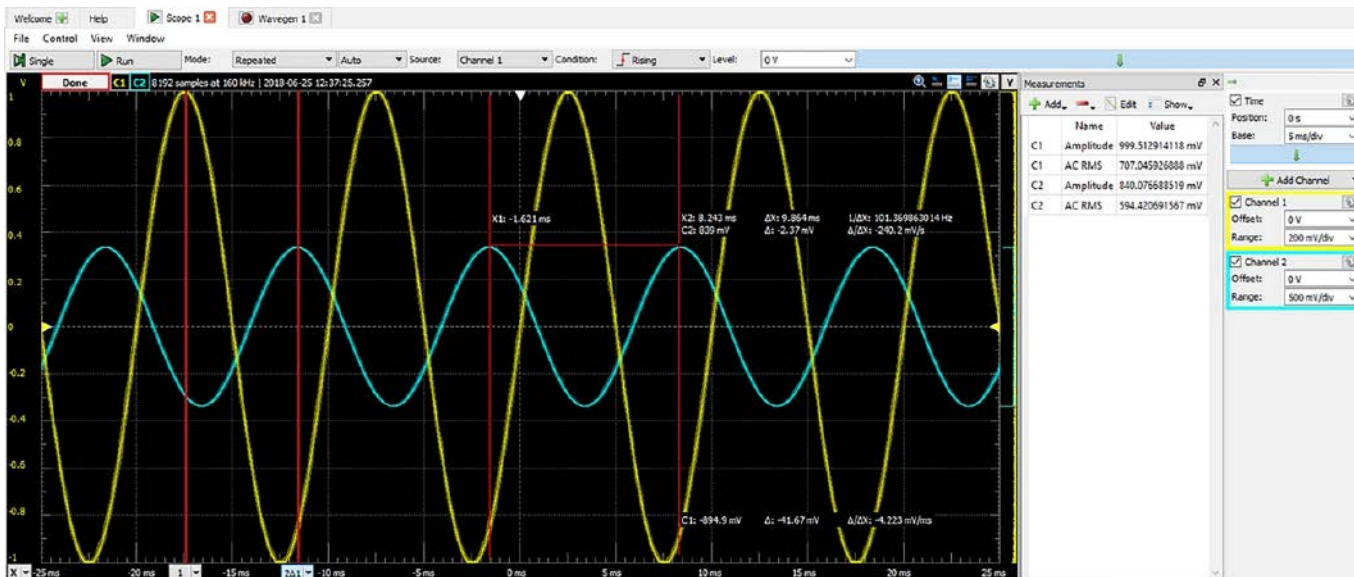 Welcome Help Scope 1 Wavegen 1
File Control View Window
Single Run Mode: Repeated Auto Source: Channel 1 Condition: Rising Level: 0 V
V Done C1 C2 8192 samples at 160 kHz | 2018-06-25 12:37:25.257 V
Measurements
Add Edit Show
Name Value
C1 Amplitude 999.512914118 mV
C1 AC RMS 707.045926888 mV
C2 Amplitude 840.076688519 mV
C2 AC RMS 594.420691567 mV
Time
Position: 0 s
Base: 5 ms/div
Add Channel
Channel 1
Offset: 0 V
Range: 200 mV/div
Channel 2
Offset: 0 V
Range: 500 mV/div
1
0.8
0.6
0.4
0.2
0
-0.2
-0.4
-0.6
-0.8
-1
X1: -1.621 ms
X2: 8.243 ms ΔX: 9.864 ms 1/ΔX: 101.369863014 Hz
C2: 839 mV Δ: -2.37 mV Δ/ΔX: -240.2 mV/s
C1: -894.9 mV Δ: -41.67 mV Δ/ΔX: -4.223 mV/ms
X -25 ms -20 ms 1 -15 ms 2Δ1 -10 ms -5 ms 0 ms 5 ms 10 ms 15 ms 20 ms 25 ms